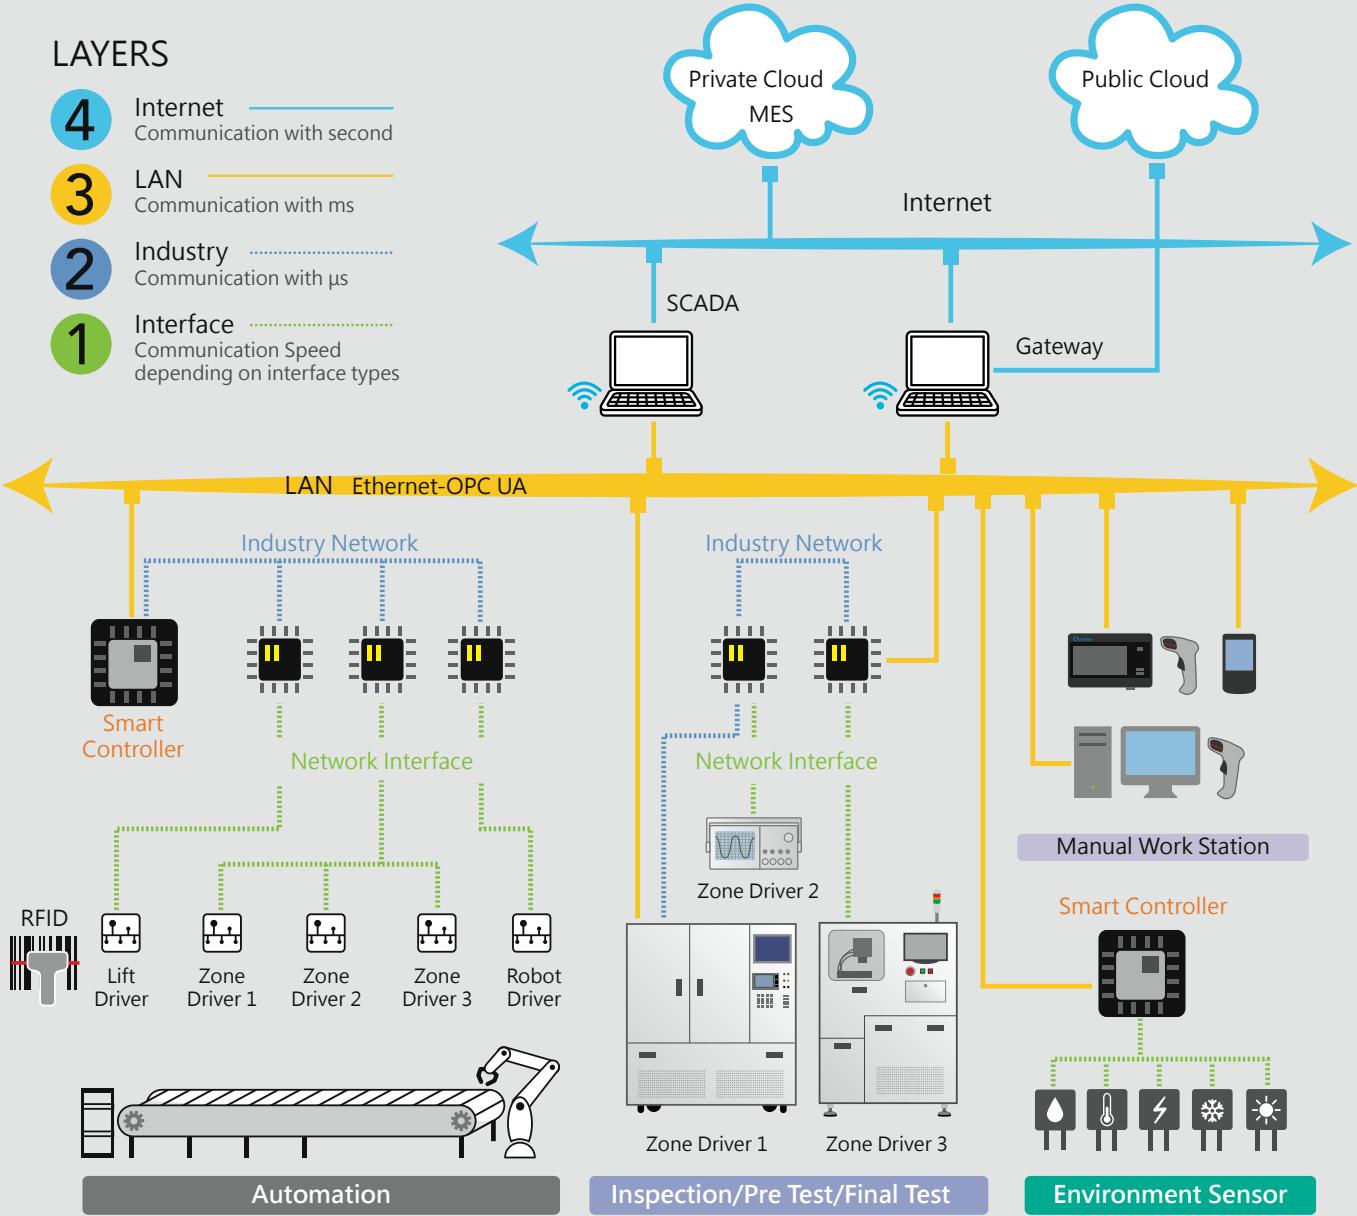 LAYERS
4
Internet
Communication with second
3
LAN
Communication with ms
2
Industry
Communication with µs
1
Interface
Communication Speed
depending on interface types
Private Cloud
MES
Public Cloud
Internet
SCADA
Gateway
LAN Ethernet-OPC UA
Industry Network
Industry Network
Smart
Controller
Network Interface
Network Interface
Chroma
Manual Work Station
Zone Driver 2
Smart Controller
RFID
Lift
Driver
Zone
Driver 1
Zone
Driver 2
Zone
Driver 3
Robot
Driver
Zone Driver 1
Zone Driver 3
Automation
Inspection/Pre Test/Final Test
Environment Sensor